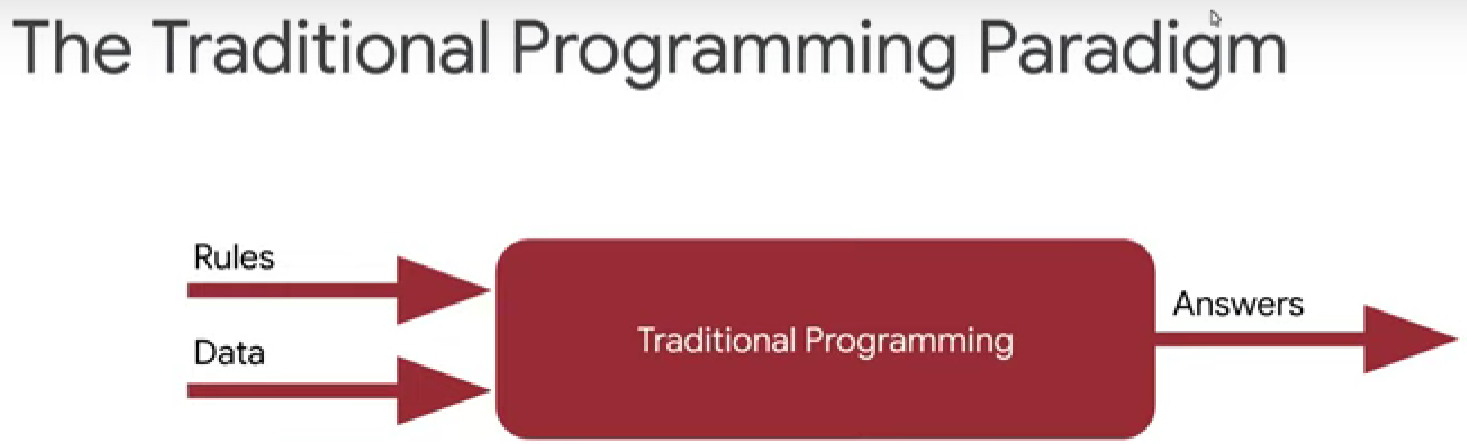 The Traditional Programming Paradigm
Rules
Data
Traditional Programming
Answers